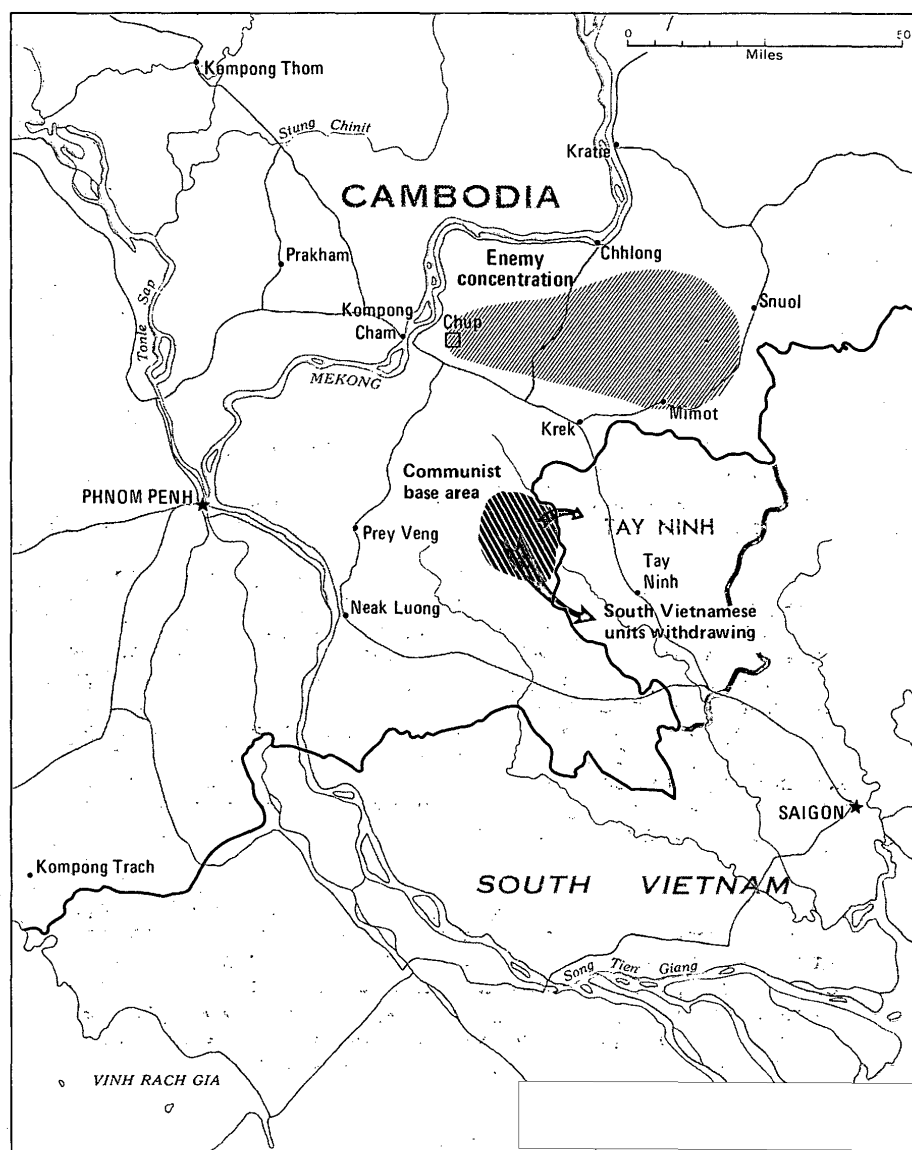 0 50
Miles
Kompong Thom
Stung Chinit
Kratie
CAMBODIA
Chhlong
Enemy
concentration
Prakham
Tonle Sap
Snuol
Kompong
Cham
Chup
MEKONG
Mimot
Krek
Communist
base area
PHNOM PENH
TAY NINH
Prey Veng
Tay
Ninh
Neak Luong
South Vietnamese
units withdrawing
SAIGON
Kompong Trach
SOUTH VIETNAM
Song Tien Giang
VINH RACH GIA